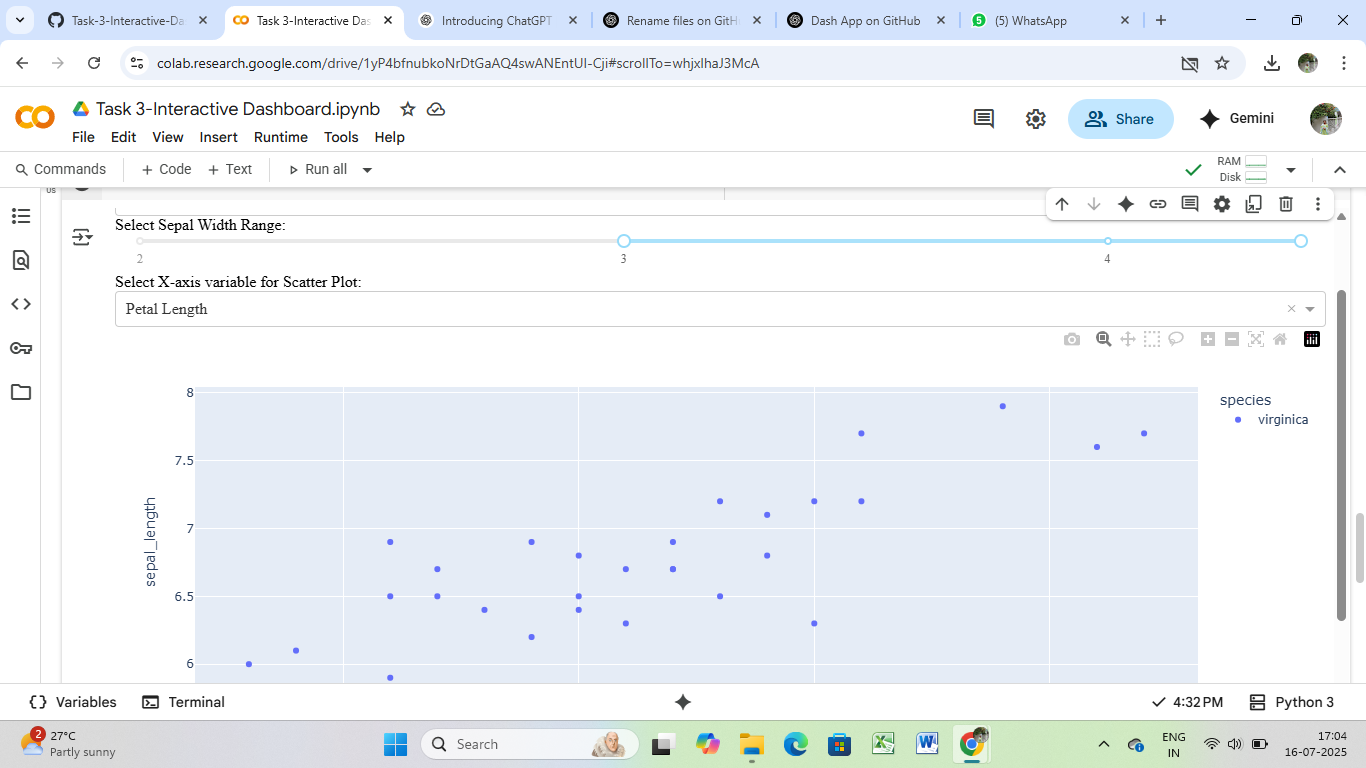 Task-3-Interactive-Da
Task 3-Interactive Das
Introducing ChatGPT
Rename files on GitH
Dash App on GitHub
(5) WhatsApp
colab.research.google.com/drive/1yP4bfnubkoNrDtGaAQ4swANEntUI-Cji#scrollTo=whjxIhaJ3McA
CO
Task 3-Interactive Dashboard.ipynb
Share
Gemini
File Edit View Insert Runtime Tools Help
Commands + Code + Text Run all
RAM
Disk
0s
Select Sepal Width Range:
2 3 4
Select X-axis variable for Scatter Plot:
Petal Length
8
species
virginica
7.5
7
sepal_length
6.5
6
Variables Terminal
4:32 PM Python 3
2
27°C
Partly sunny
Search
ENG
IN
17:04
16-07-2025